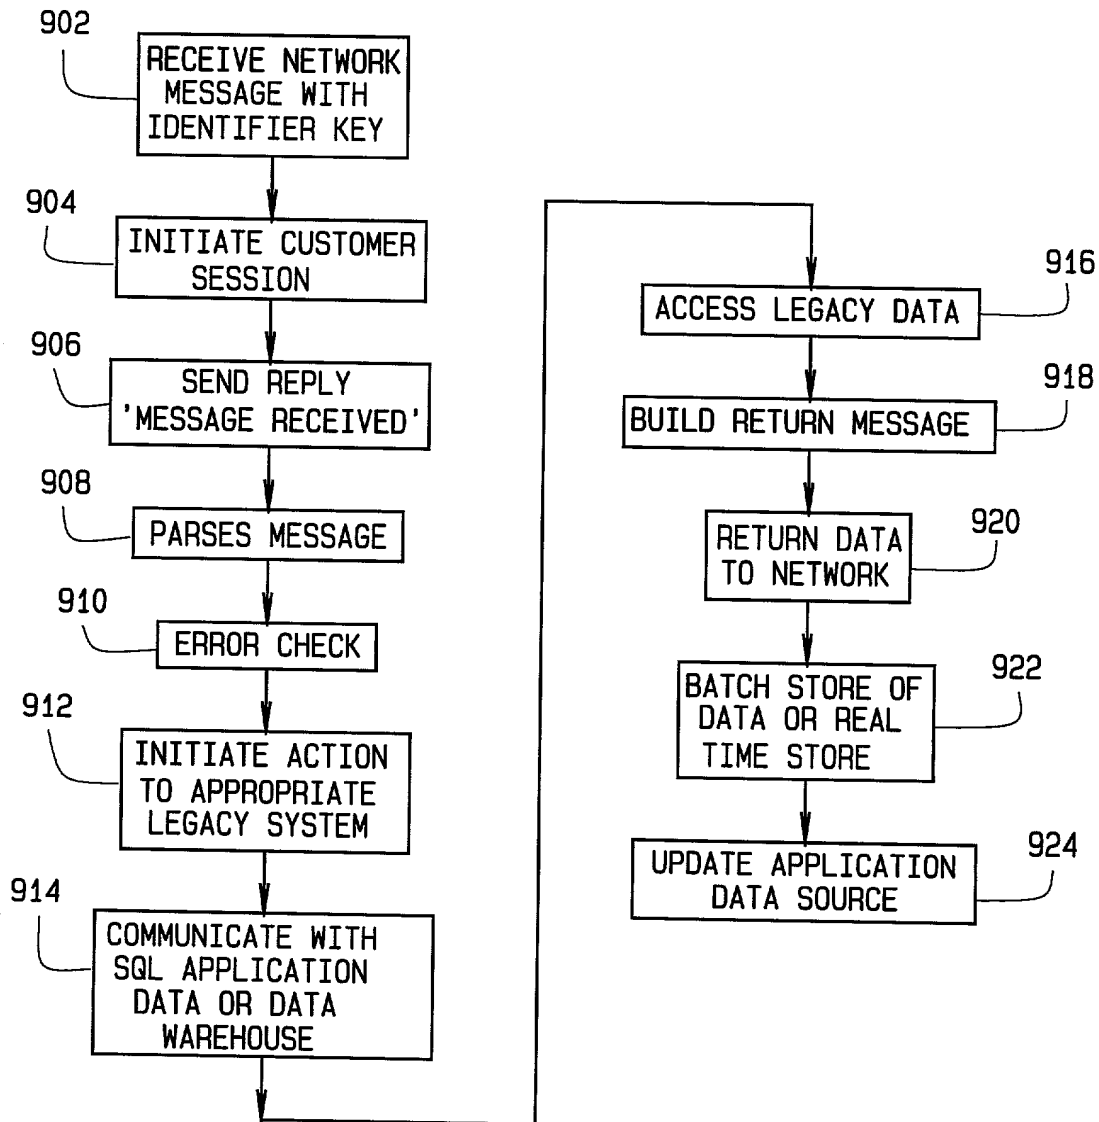 902
RECEIVE NETWORK
MESSAGE WITH
IDENTIFIER KEY
904
INITIATE CUSTOMER
SESSION
906
SEND REPLY
'MESSAGE RECEIVED'
908
PARSES MESSAGE
910
ERROR CHECK
912
INITIATE ACTION
TO APPROPRIATE
LEGACY SYSTEM
914
COMMUNICATE WITH
SQL APPLICATION
DATA OR DATA
WAREHOUSE
916
ACCESS LEGACY DATA
918
BUILD RETURN MESSAGE
920
RETURN DATA
TO NETWORK
922
BATCH STORE OF
DATA OR REAL
TIME STORE
924
UPDATE APPLICATION
DATA SOURCE